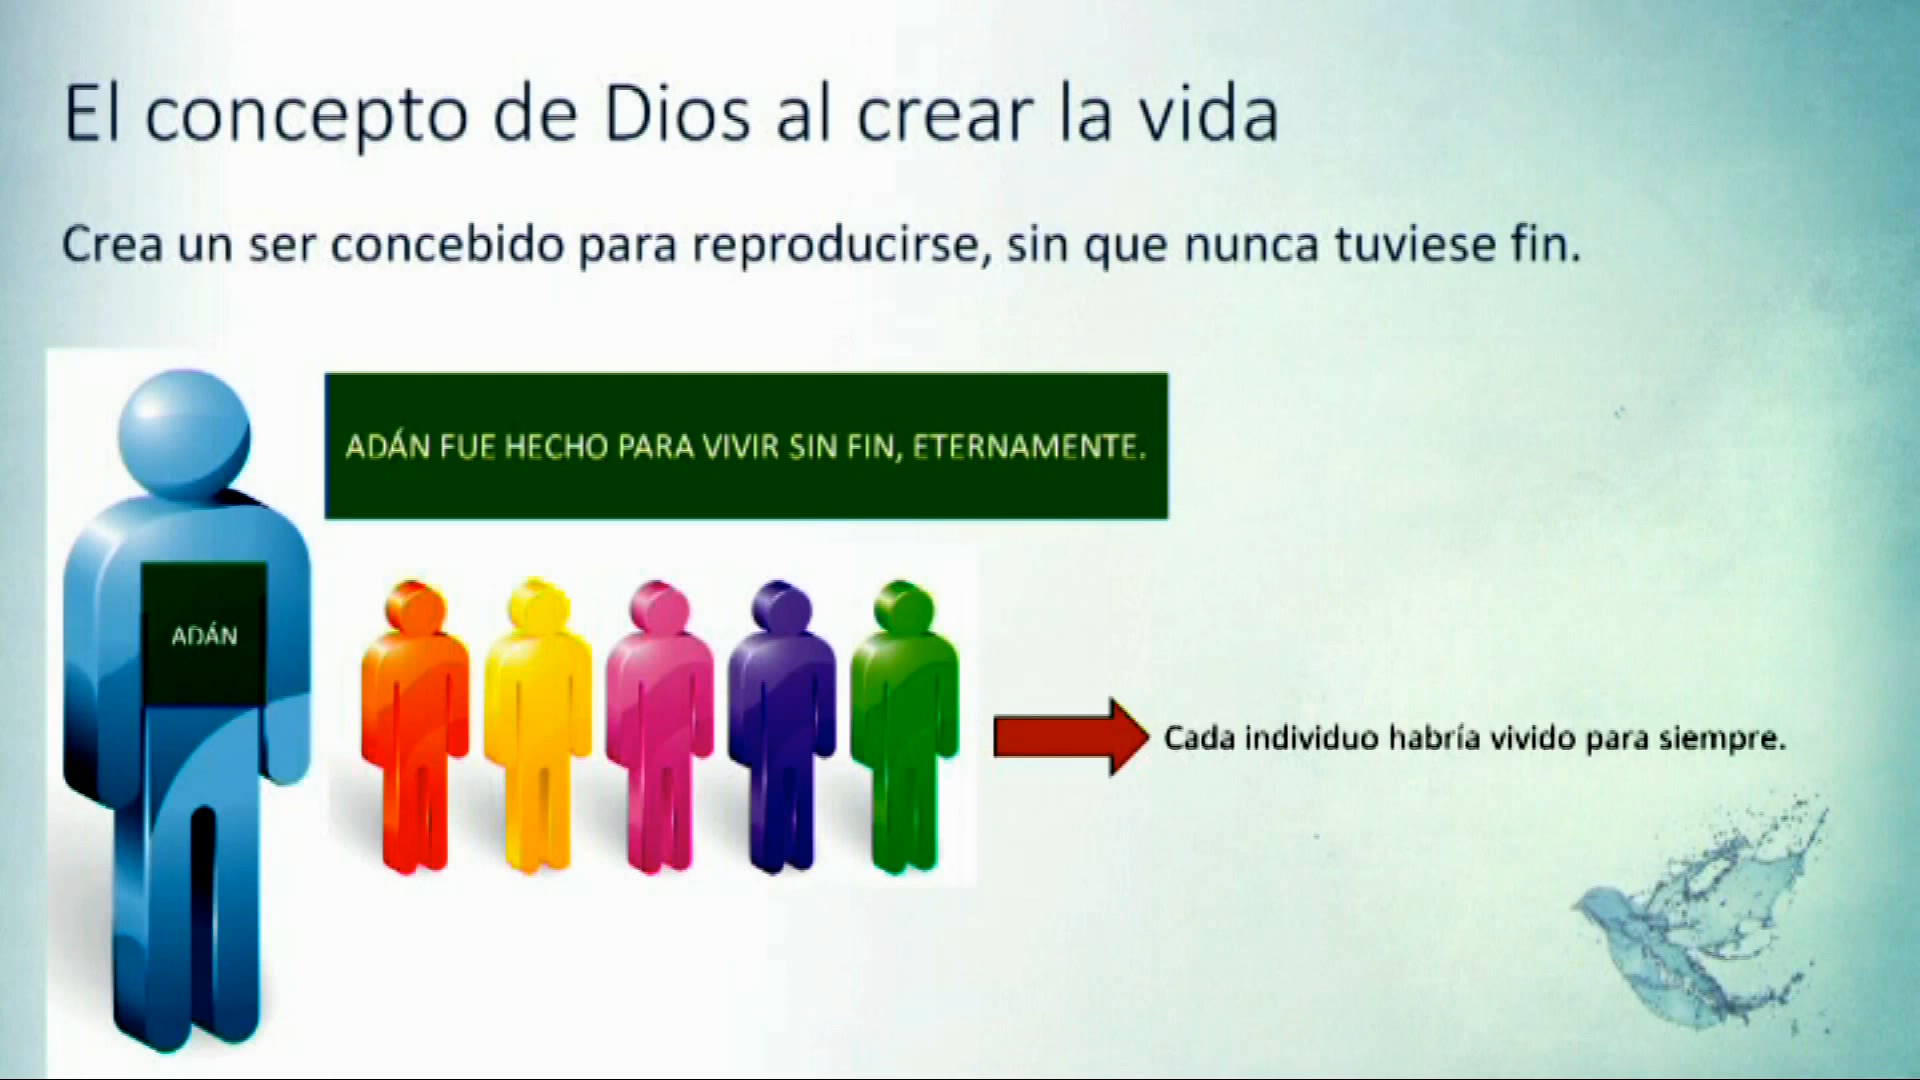 El concepto de Dios al crear la vida
Crea un ser concebido para reproducirse, sin que nunca tuviese fin.
ADÁN FUE HECHO PARA VIVIR SIN FIN, ETERNAMENTE.
ADÁN
Cada individuo habría vivido para siempre.